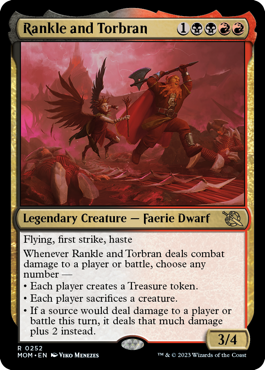 Rankle and Torbran 1
Legendary Creature — Faerie Dwarf
Flying, first strike, haste
Whenever Rankle and Torbran deals combat
damage to a player or battle, choose any
number —
• Each player creates a Treasure token.
• Each player sacrifices a creature.
• If a source would deal damage to a player or
battle this turn, it deals that much damage
plus 2 instead.
3/4
R 0252
MOM • EN Viko Menezes
™ & © 2023 Wizards of the Coast